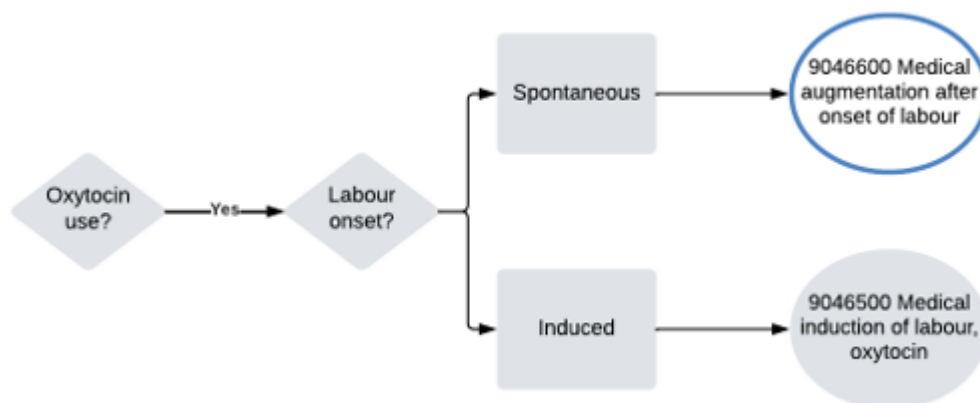 Oxytocin
use?
Yes
Labour
onset?
Spontaneous
9046600 Medical
augmentation after
onset of labour
Induced
9046500 Medical
induction of labour,
oxytocin